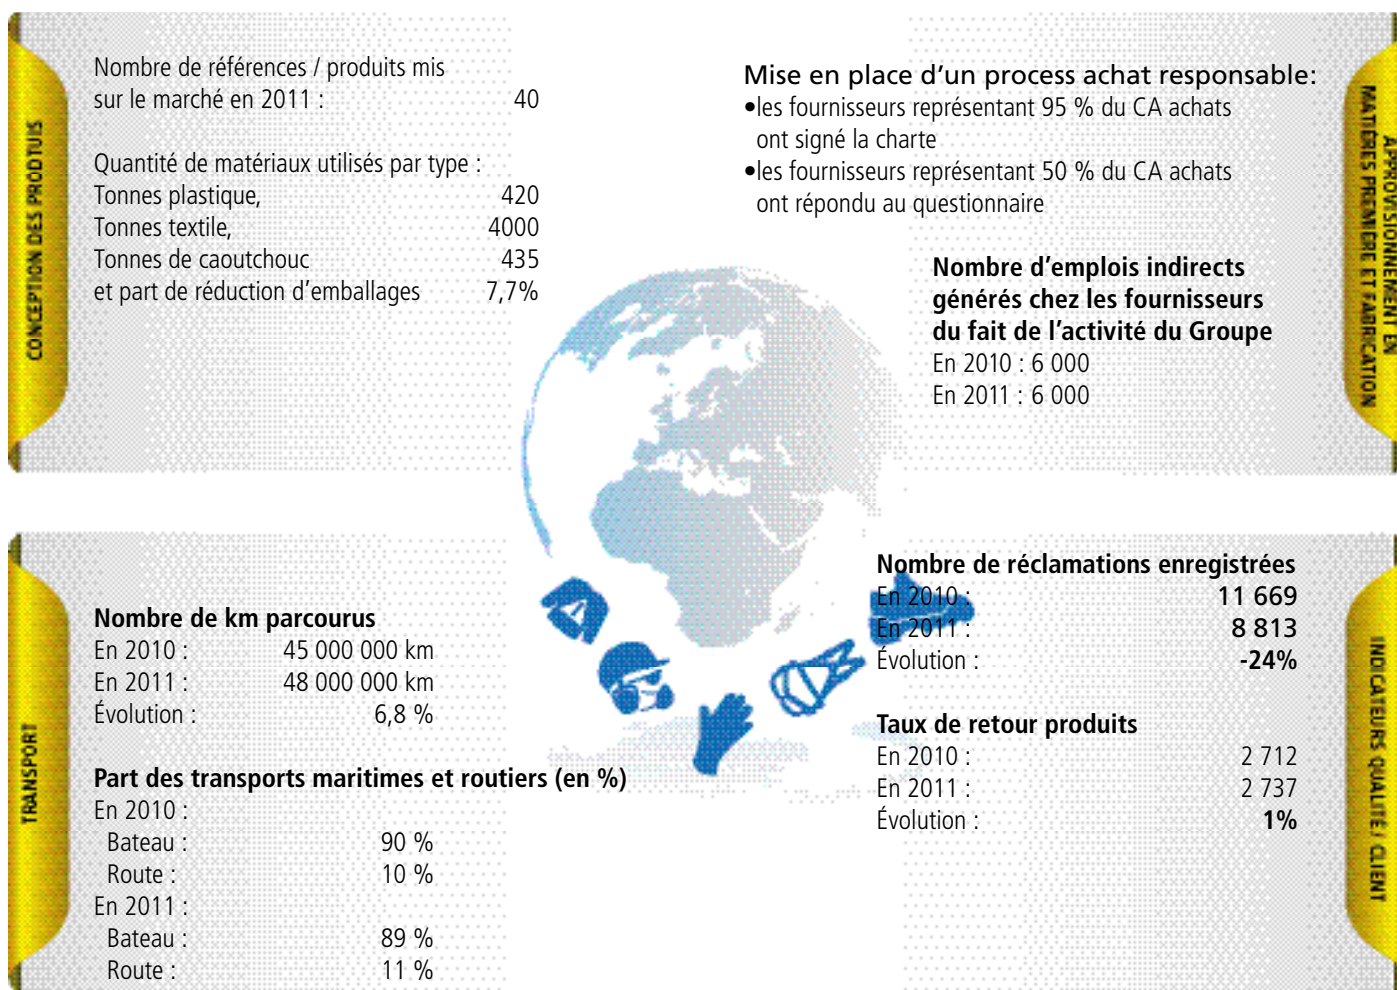 CONCEPTION DES PRODTUIS
Nombre de références / produits mis
sur le marché en 2011 : 40
Quantité de matériaux utilisés par type :
Tonnes plastique, 420
Tonnes textile, 4000
Tonnes de caoutchouc 435
et part de réduction d’emballages 7,7%
Mise en place d’un process achat responsable:
•les fournisseurs représentant 95 % du CA achats
ont signé la charte
•les fournisseurs représentant 50 % du CA achats
ont répondu au questionnaire
Nombre d’emplois indirects
générés chez les fournisseurs
du fait de l’activité du Groupe
En 2010 : 6 000
En 2011 : 6 000
APPROVISIONNEMENT EN
MATIÈRES PREMIÈRE ET FABRICATION
TRANSPORT
Nombre de km parcourus
En 2010 : 45 000 000 km
En 2011 : 48 000 000 km
Évolution : 6,8 %
Part des transports maritimes et routiers (en %)
En 2010 :
Bateau : 90 %
Route : 10 %
En 2011 :
Bateau : 89 %
Route : 11 %
Nombre de réclamations enregistrées
En 2010 : 11 669
En 2011 : 8 813
Évolution : -24%
Taux de retour produits
En 2010 : 2 712
En 2011 : 2 737
Évolution : 1%
INDICATEURS QUALITÉ / CLIENT